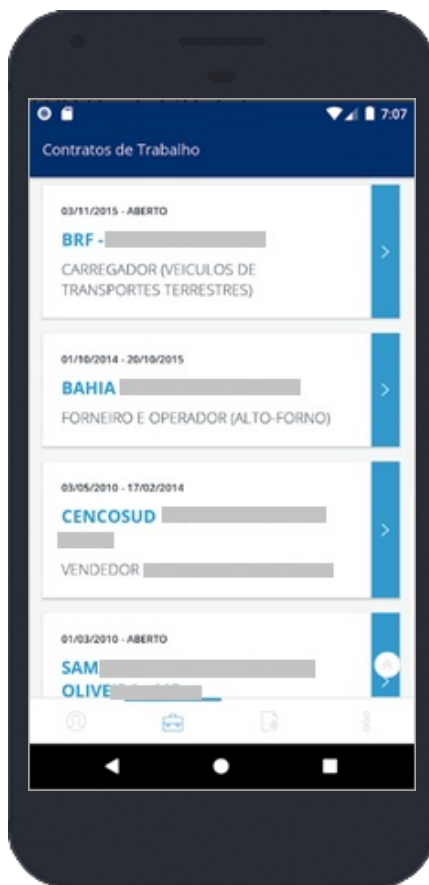 7:07
Contratos de Trabalho
03/11/2015 - ABERTO
BRF -
CARREGADOR (VEICULOS DE
TRANSPORTES TERRESTRES)
01/10/2014 - 20/10/2015
BAHIA
FORNEIRO E OPERADOR (ALTO-FORNO)
03/05/2010 - 17/02/2014
CENCOSUD
VENDEDOR
01/03/2010 - ABERTO
SAM
OLIVE